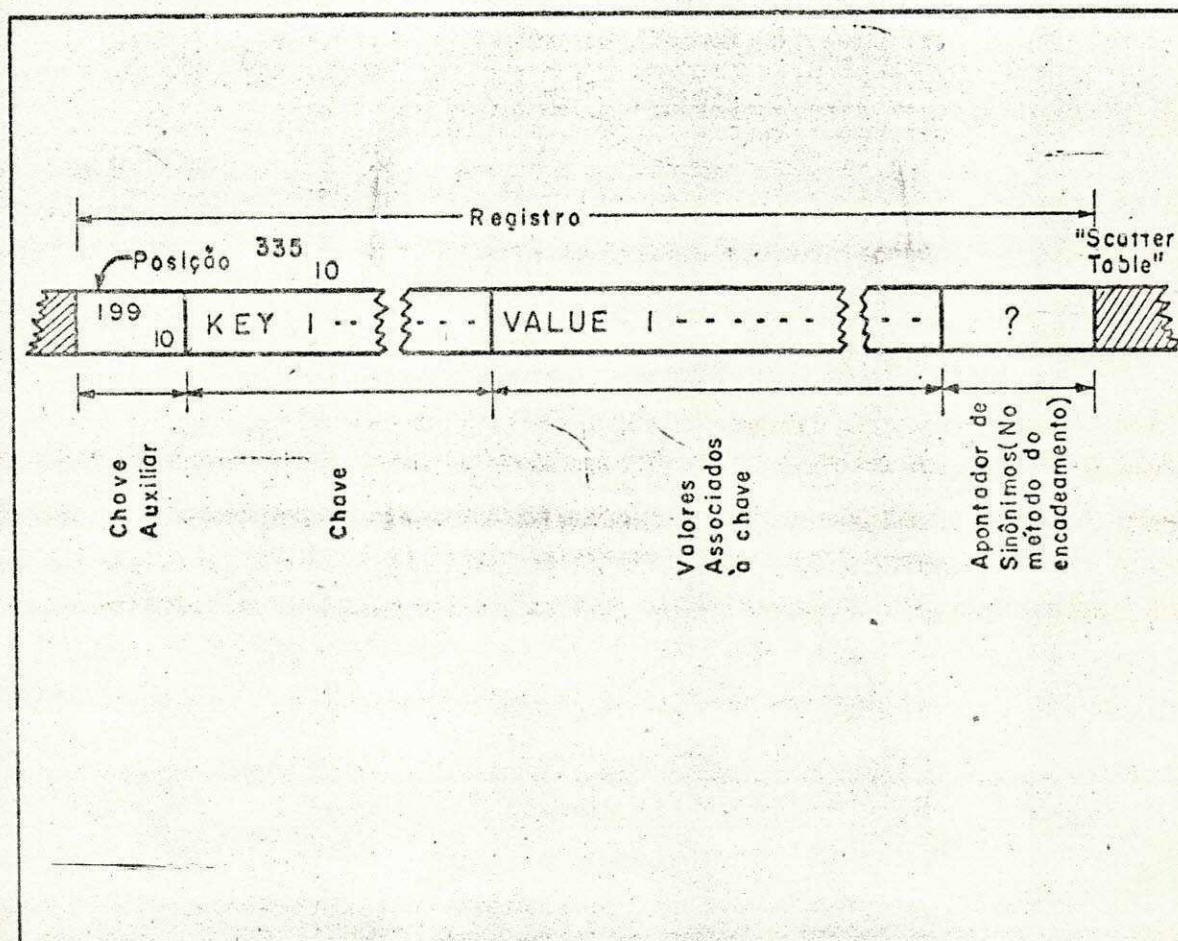 Registro
"Scatter
Table"
Posição 335 10
199 10
KEY 1 -- - - - -
VALUE 1 - - - - - - - - -
?
Chave
Auxiliar
Chave
Valores
Associados
à chave
Apontador de
Sinônimos(No
método do
encadeamento)